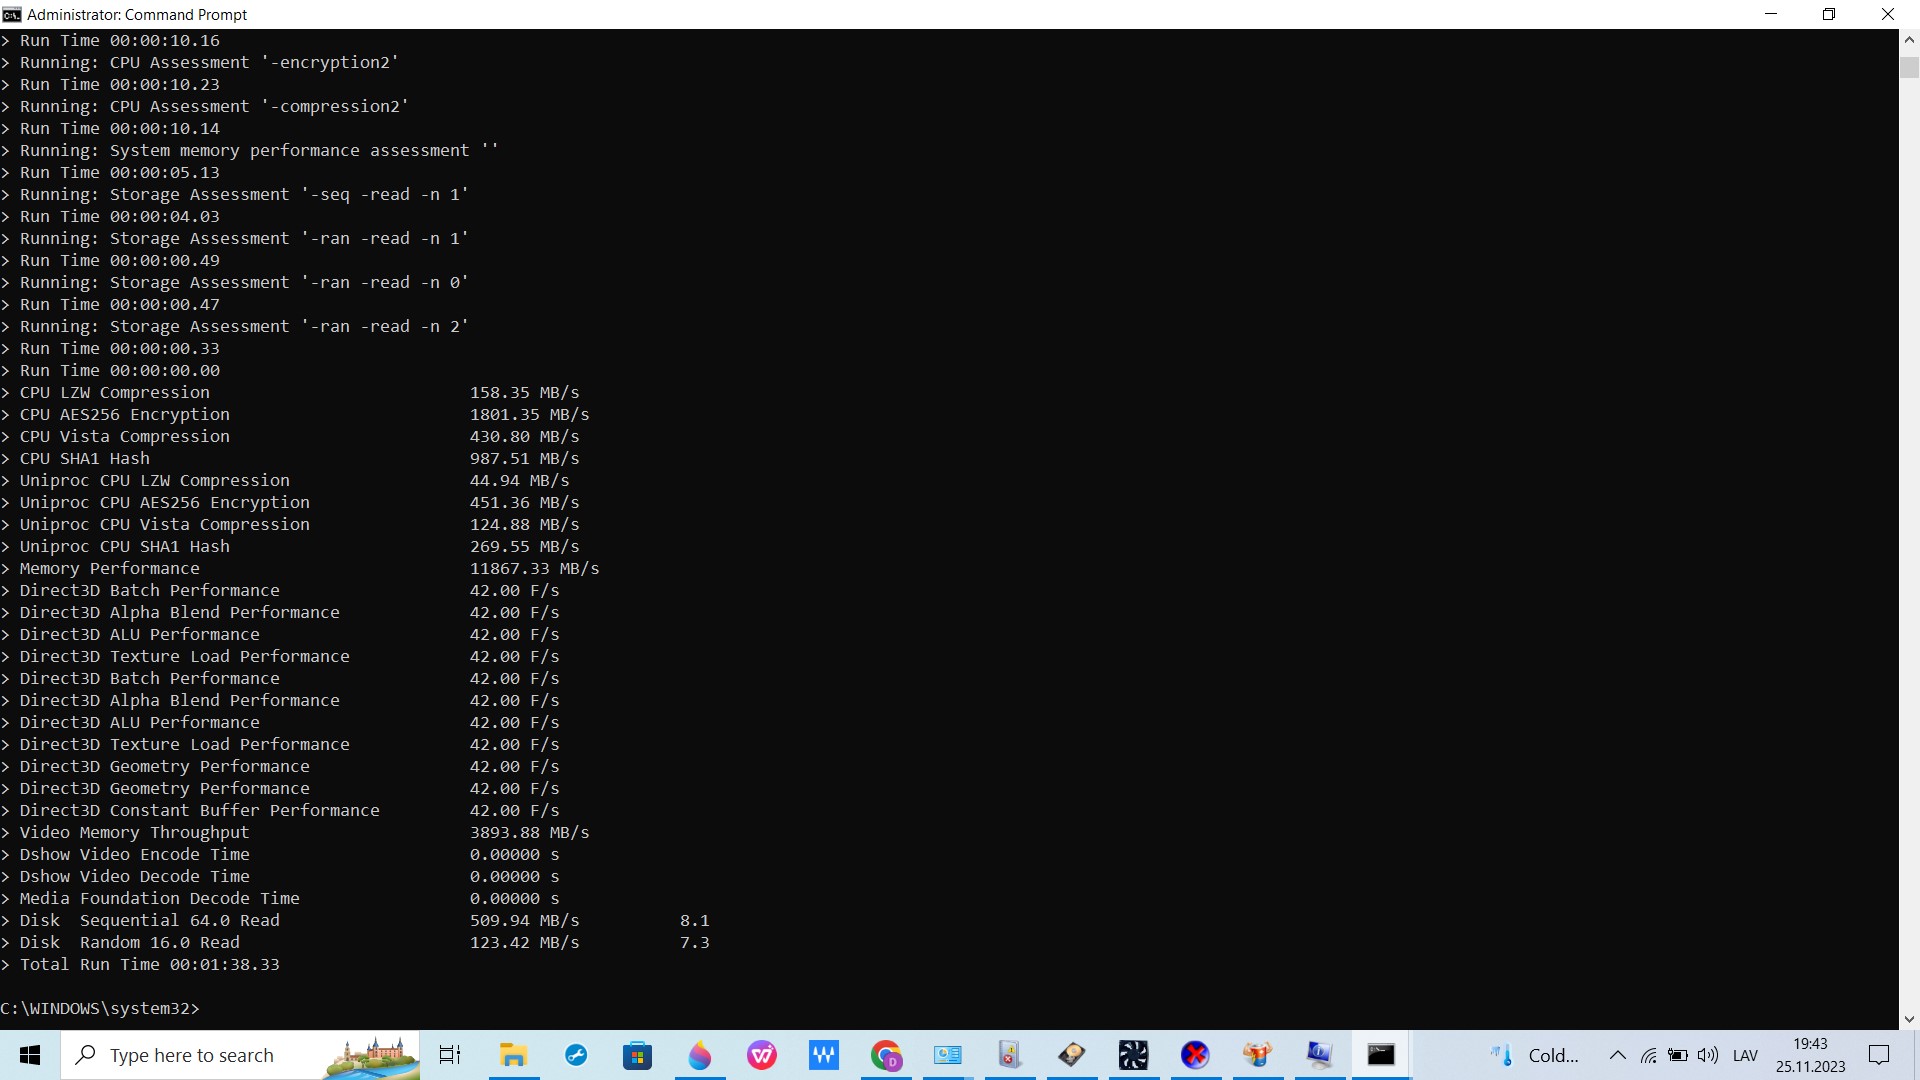 Administrator: Command Prompt
> Run Time 00:00:10.16
> Running: CPU Assessment '-encryption2'
> Run Time 00:00:10.23
> Running: CPU Assessment '-compression2'
> Run Time 00:00:10.14
> Running: System memory performance assessment ''
> Run Time 00:00:05.13
> Running: Storage Assessment '-seq -read -n 1'
> Run Time 00:00:04.03
> Running: Storage Assessment '-ran -read -n 1'
> Run Time 00:00:00.49
> Running: Storage Assessment '-ran -read -n 0'
> Run Time 00:00:00.47
> Running: Storage Assessment '-ran -read -n 2'
> Run Time 00:00:00.33
> Run Time 00:00:00.00
> CPU LZW Compression 158.35 MB/s
> CPU AES256 Encryption 1801.35 MB/s
> CPU Vista Compression 430.80 MB/s
> CPU SHA1 Hash 987.51 MB/s
> Uniproc CPU LZW Compression 44.94 MB/s
> Uniproc CPU AES256 Encryption 451.36 MB/s
> Uniproc CPU Vista Compression 124.88 MB/s
> Uniproc CPU SHA1 Hash 269.55 MB/s
> Memory Performance 11867.33 MB/s
> Direct3D Batch Performance 42.00 F/s
> Direct3D Alpha Blend Performance 42.00 F/s
> Direct3D ALU Performance 42.00 F/s
> Direct3D Texture Load Performance 42.00 F/s
> Direct3D Batch Performance 42.00 F/s
> Direct3D Alpha Blend Performance 42.00 F/s
> Direct3D ALU Performance 42.00 F/s
> Direct3D Texture Load Performance 42.00 F/s
> Direct3D Geometry Performance 42.00 F/s
> Direct3D Geometry Performance 42.00 F/s
> Direct3D Constant Buffer Performance 42.00 F/s
> Video Memory Throughput 3893.88 MB/s
> Dshow Video Encode Time 0.00000 s
> Dshow Video Decode Time 0.00000 s
> Media Foundation Decode Time 0.00000 s
> Disk  Sequential 64.0 Read 509.94 MB/s 8.1
> Disk  Random 16.0 Read 123.42 MB/s 7.3
> Total Run Time 00:01:38.33
C:\WINDOWS\system32>
Type here to search
Cold...
LAV
19:43
25.11.2023